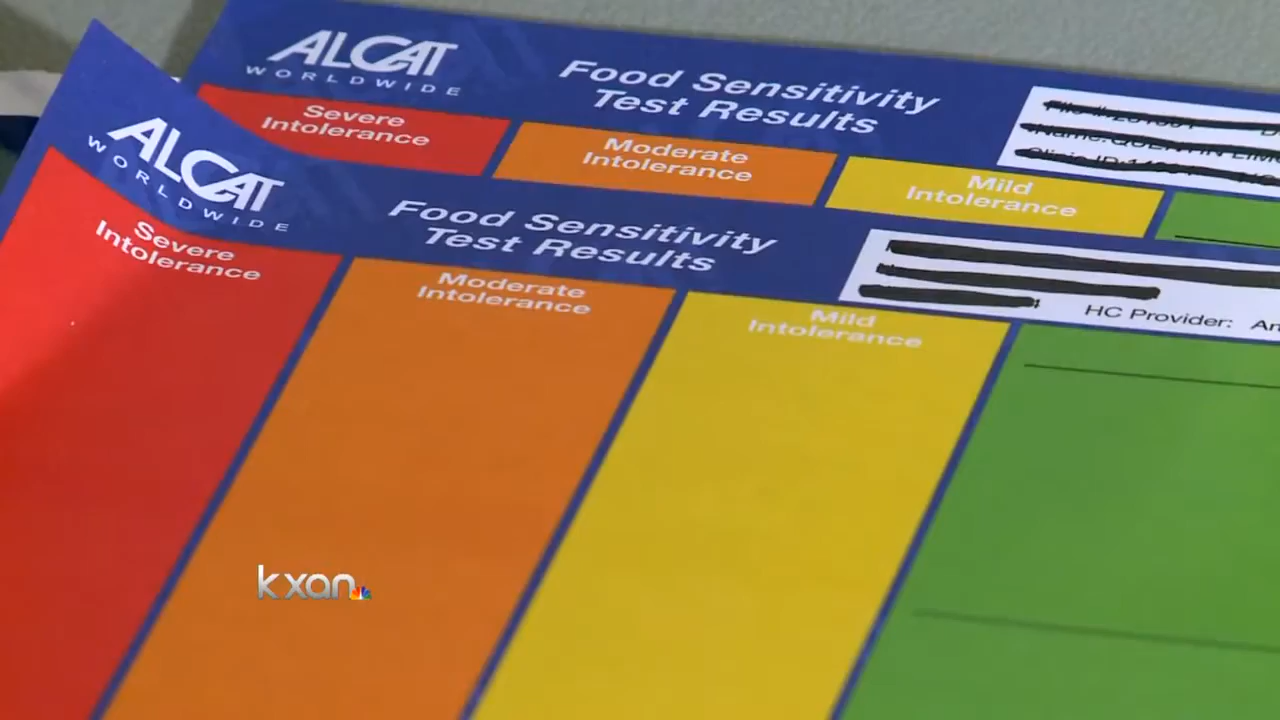 ALCAT
WORLDWIDE
Food Sensitivity
Test Results
Severe
Intolerance
Moderate
Intolerance
Mild
Intolerance
ALCAT
WORLDWIDE
Food Sensitivity
Test Results
Severe
Intolerance
Moderate
Intolerance
Mild
Intolerance
HC Provider:
kxan